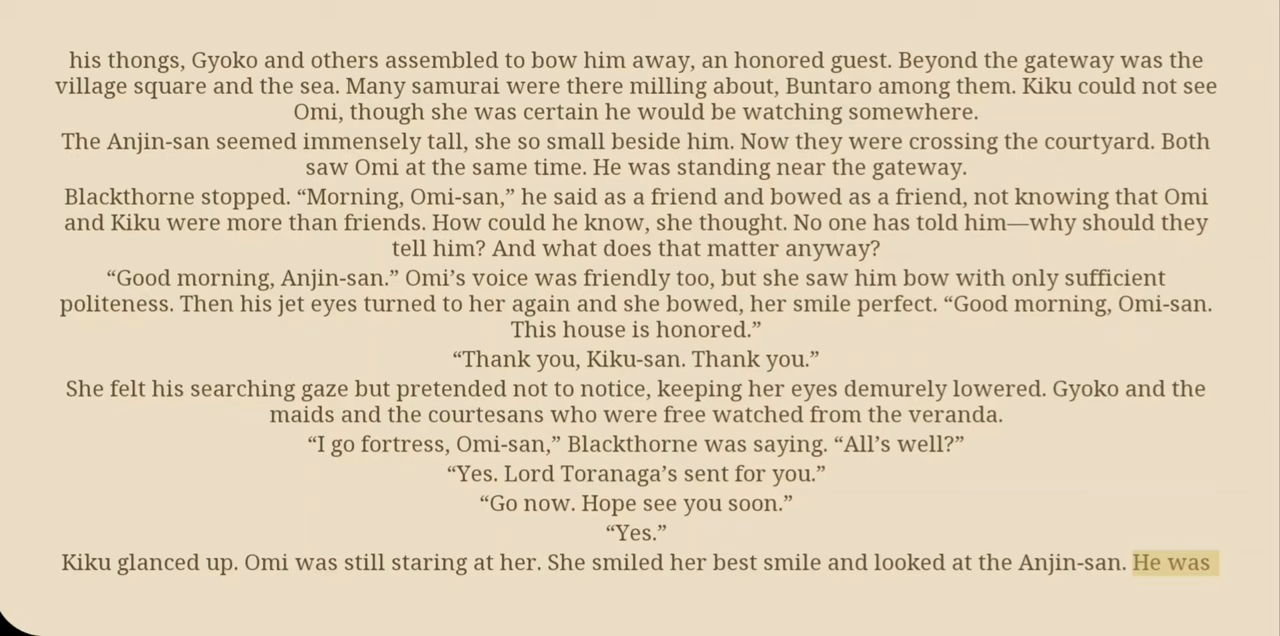 his thongs, Gyoko and others assembled to bow him away, an honored guest. Beyond the gateway was the
village square and the sea. Many samurai were there milling about, Buntaro among them. Kiku could not see
Omi, though she was certain he would be watching somewhere.
The Anjin-san seemed immensely tall, she so small beside him. Now they were crossing the courtyard. Both
saw Omi at the same time. He was standing near the gateway.
Blackthorne stopped. “Morning, Omi-san,” he said as a friend and bowed as a friend, not knowing that Omi
and Kiku were more than friends. How could he know, she thought. No one has told him—why should they
tell him? And what does that matter anyway?
“Good morning, Anjin-san.” Omi’s voice was friendly too, but she saw him bow with only sufficient
politeness. Then his jet eyes turned to her again and she bowed, her smile perfect. “Good morning, Omi-san.
This house is honored.”
“Thank you, Kiku-san. Thank you.”
She felt his searching gaze but pretended not to notice, keeping her eyes demurely lowered. Gyoko and the
maids and the courtesans who were free watched from the veranda.
“I go fortress, Omi-san,” Blackthorne was saying. “All’s well?”
“Yes. Lord Toranaga’s sent for you.”
“Go now. Hope see you soon.”
“Yes.”
Kiku glanced up. Omi was still staring at her. She smiled her best smile and looked at the Anjin-san. He was